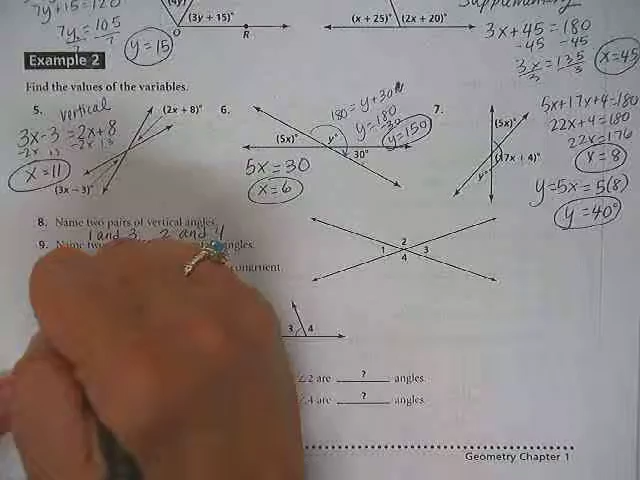 7y+15=120
7y = 105
7 7
y=15
(3y + 15)°
R
(x + 25)° (2x + 20)°
Supplementary
3x+45=180
-45 -45
3x = 135
3 3
x=45
Example 2
Find the values of the variables.
5. vertical
(2x + 8)°
3x-3=2x+8
-2x+3 -2x+3
x=11
(3x − 3)°
6.
180=y+30
y=180
-30
y=150
(5x)° y° 30°
5x=30
x=6
7.
(5x)°
(17x + 4)°
y°
5x+17x+4=180
22x+4=180
22x=176
x=8
y=5x=5(8)
y=40°
8. Name two parts of vertical angles.
1 and 3 2 and 4
9. Name two angles.
congruent.
1 2 3 4
3 4
∠2 are ? angles.
∠4 are ? angles.
Geometry Chapter 1